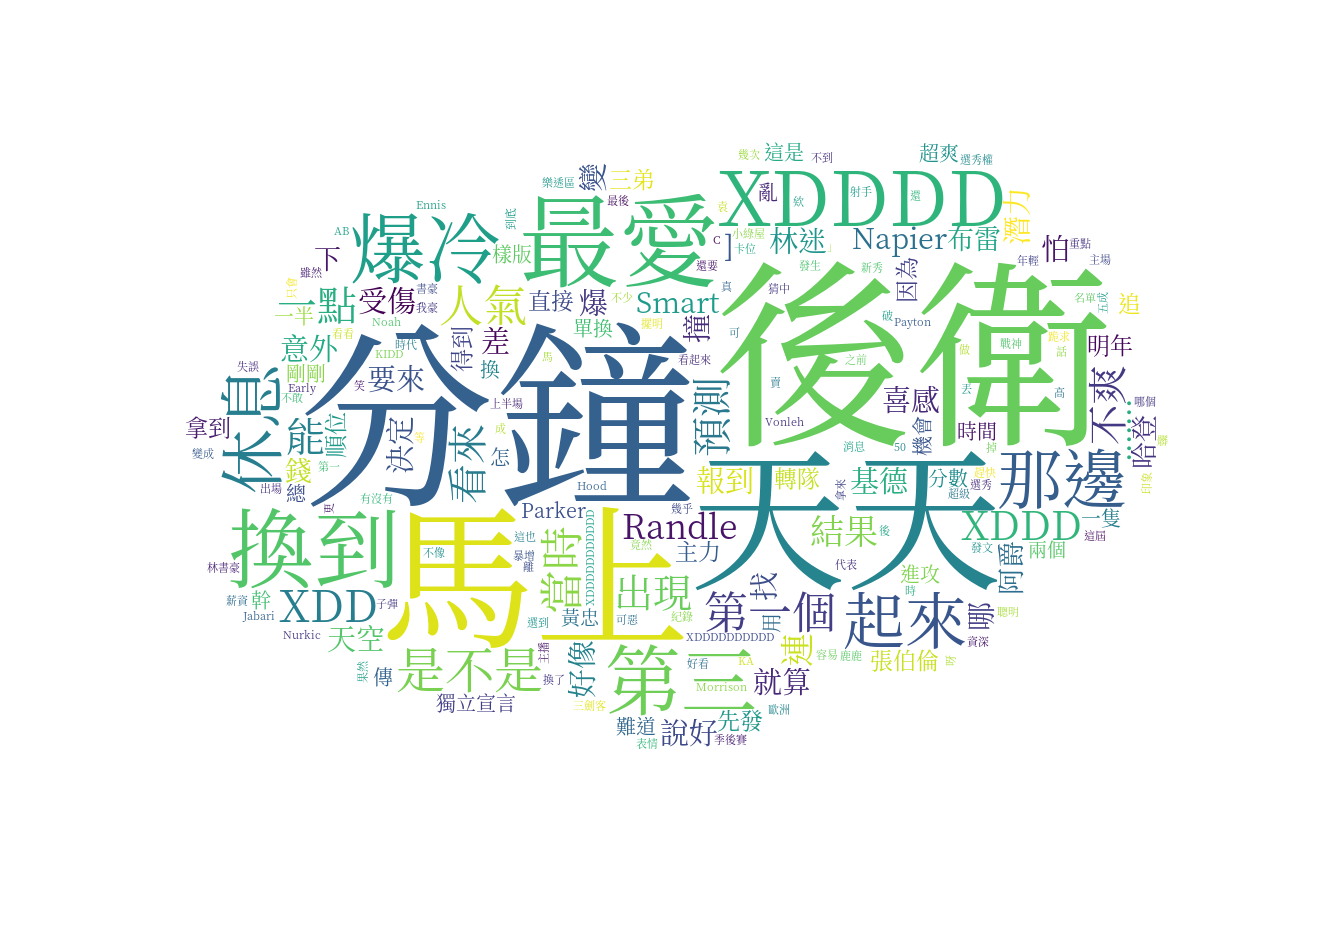 幾次
這是
不到
超爽
選秀權
樂透區
變
三弟
XDDDD
亂
射手
還
欸
潛力
Ennis
AB
到底
爆冷
最愛
最後
袁
小綠屋
C
]
卡位
」
林迷
Napier
布雷
怕
重點
下
樣版
雖然
還要
發生
新秀
因為
年輕
主場
只會
一點
一半
受傷
書豪
我豪
人氣
直接
爆
不少
Smart
真
猜中
名單
五成
追
Noah
看看
單換
擺明
撞
可
破
Payton
戰神
跪求
話
意外
時代
KIDD
得到
差
換
馬
看起來
之前
做
明年
失誤
剛剛
Early
不敢
笑
要來
上半場
賣
後衛
丟
高
不爽
哪個
休息
分鐘
預測
喜感
Vonleh
機會
時間
拿到
變成
能
順位
決定
等
看來
成
怎
消息
50
掉
哈登
......
出場
總
錢
第一
有沒有
更
Hood
報到
轉隊
拿來
基德
分數
超級
趕快
選秀
那邊
印象
Parker
幾乎
Randle
天天
結果
後
XDDD
一隻
這屆
換到
馬上
不像
這也
暴增
離
當時
XDDDDDDDDDDDDD
竟然
主力
代表
發文
兩個
林書豪
薪資
幹
Jabari
Nurkic
XDD
子彈
選到
黃忠
可惡
出現
紀錄
找
用
第一個
起來
進攻
時
阿爵
哪
聰明
資深
天空
果然
傳
是不是
主播
換了
好像
第三
XDDDDDDDDDD
好看
KA
Morrison
連
容易
鹿鹿
張伯倫
就算
獨立宣言
三劍客
難道
表情
說好
先發
季後賽
歐洲